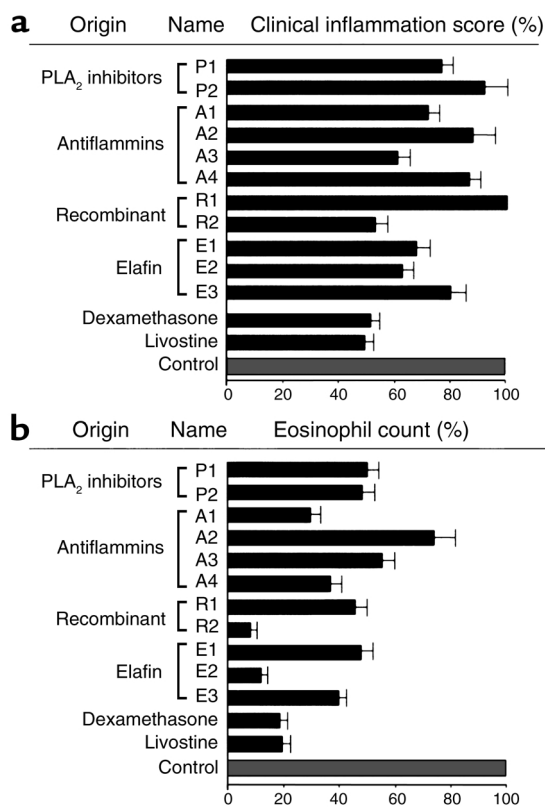 a
Origin Name Clinical inflammation score (%)
PLA₂ inhibitors
P1
P2
Antiflammins
A1
A2
A3
A4
Recombinant
R1
R2
Elafin
E1
E2
E3
Dexamethasone
Livostine
Control
0 20 40 60 80 100
b
Origin Name Eosinophil count (%)
PLA₂ inhibitors
P1
P2
Antiflammins
A1
A2
A3
A4
Recombinant
R1
R2
Elafin
E1
E2
E3
Dexamethasone
Livostine
Control
0 20 40 60 80 100